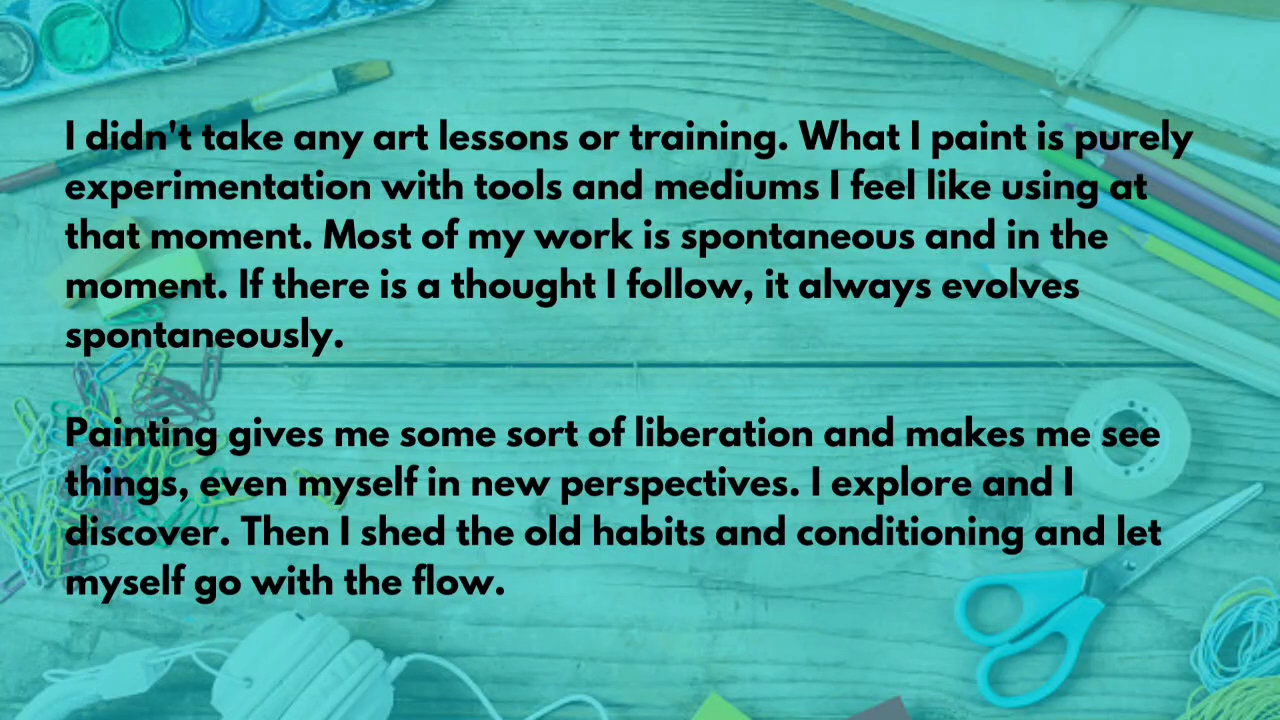 I didn't take any art lessons or training. What I paint is purely
experimentation with tools and mediums I feel like using at
that moment. Most of my work is spontaneous and in the
moment. If there is a thought I follow, it always evolves
spontaneously.
Painting gives me some sort of liberation and makes me see
things, even myself in new perspectives. I explore and I
discover. Then I shed the old habits and conditioning and let
myself go with the flow.